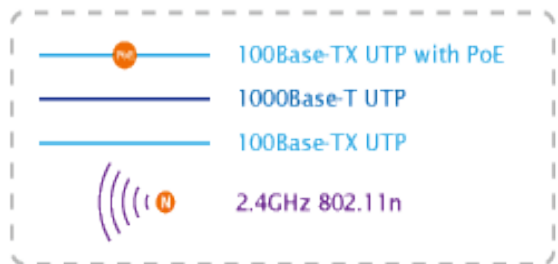 PoE 100Base-TX UTP with PoE
1000Base-T UTP
100Base-TX UTP
N 2.4GHz 802.11n